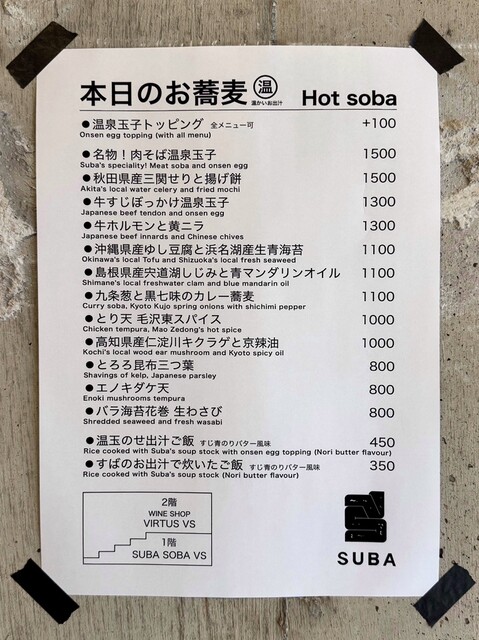 本日のお蕎麦 温 温かいお出汁 Hot soba
●温泉玉子トッピング 全メニュー可 +100
Onsen egg topping (with all menu)
●名物！肉そば温泉玉子 1500
Suba's speciality! Meat soba and onsen egg
●秋田県産三関せりと揚げ餅 1500
Akita's local water celery and fried mochi
●牛すじぼっかけ温泉玉子 1300
Japanese beef tendon and onsen egg
●牛ホルモンと黄ニラ 1300
Japanese beef innards and Chinese chives
●沖縄県産ゆし豆腐と浜名湖産生青海苔 1100
Okinawa's local Tofu and Shizuoka's local fresh seaweed
●島根県産宍道湖しじみと青マンダリンオイル 1100
Shimane's local freshwater clam and blue mandarin oil
●九条葱と黒七味のカレー蕎麦 1100
Curry soba, Kyoto Kujo spring onions with shichimi pepper
●とり天 毛沢東スパイス 1000
Chicken tempura, Mao Zedong's hot spice
●高知県産仁淀川キクラゲと京辣油 1000
Kochi's local wood ear mushroom and Kyoto spicy oil
●とろろ昆布三つ葉 800
Shavings of kelp, Japanese parsley
●エノキダケ天 800
Enoki mushrooms tempura
●バラ海苔花巻 生わさび 800
Shredded seaweed and fresh wasabi
●温玉のせ出汁ご飯 すじ青のりバター風味 450
Rice cooked with Suba's soup stock with onsen egg topping (Nori butter flavour)
●すばのお出汁で炊いたご飯 すじ青のりバター風味 350
Rice cooked with Suba's soup stock (Nori butter flavour)
2階
WINE SHOP
VIRTUS VS
1階
SUBA SOBA VS
SUBA